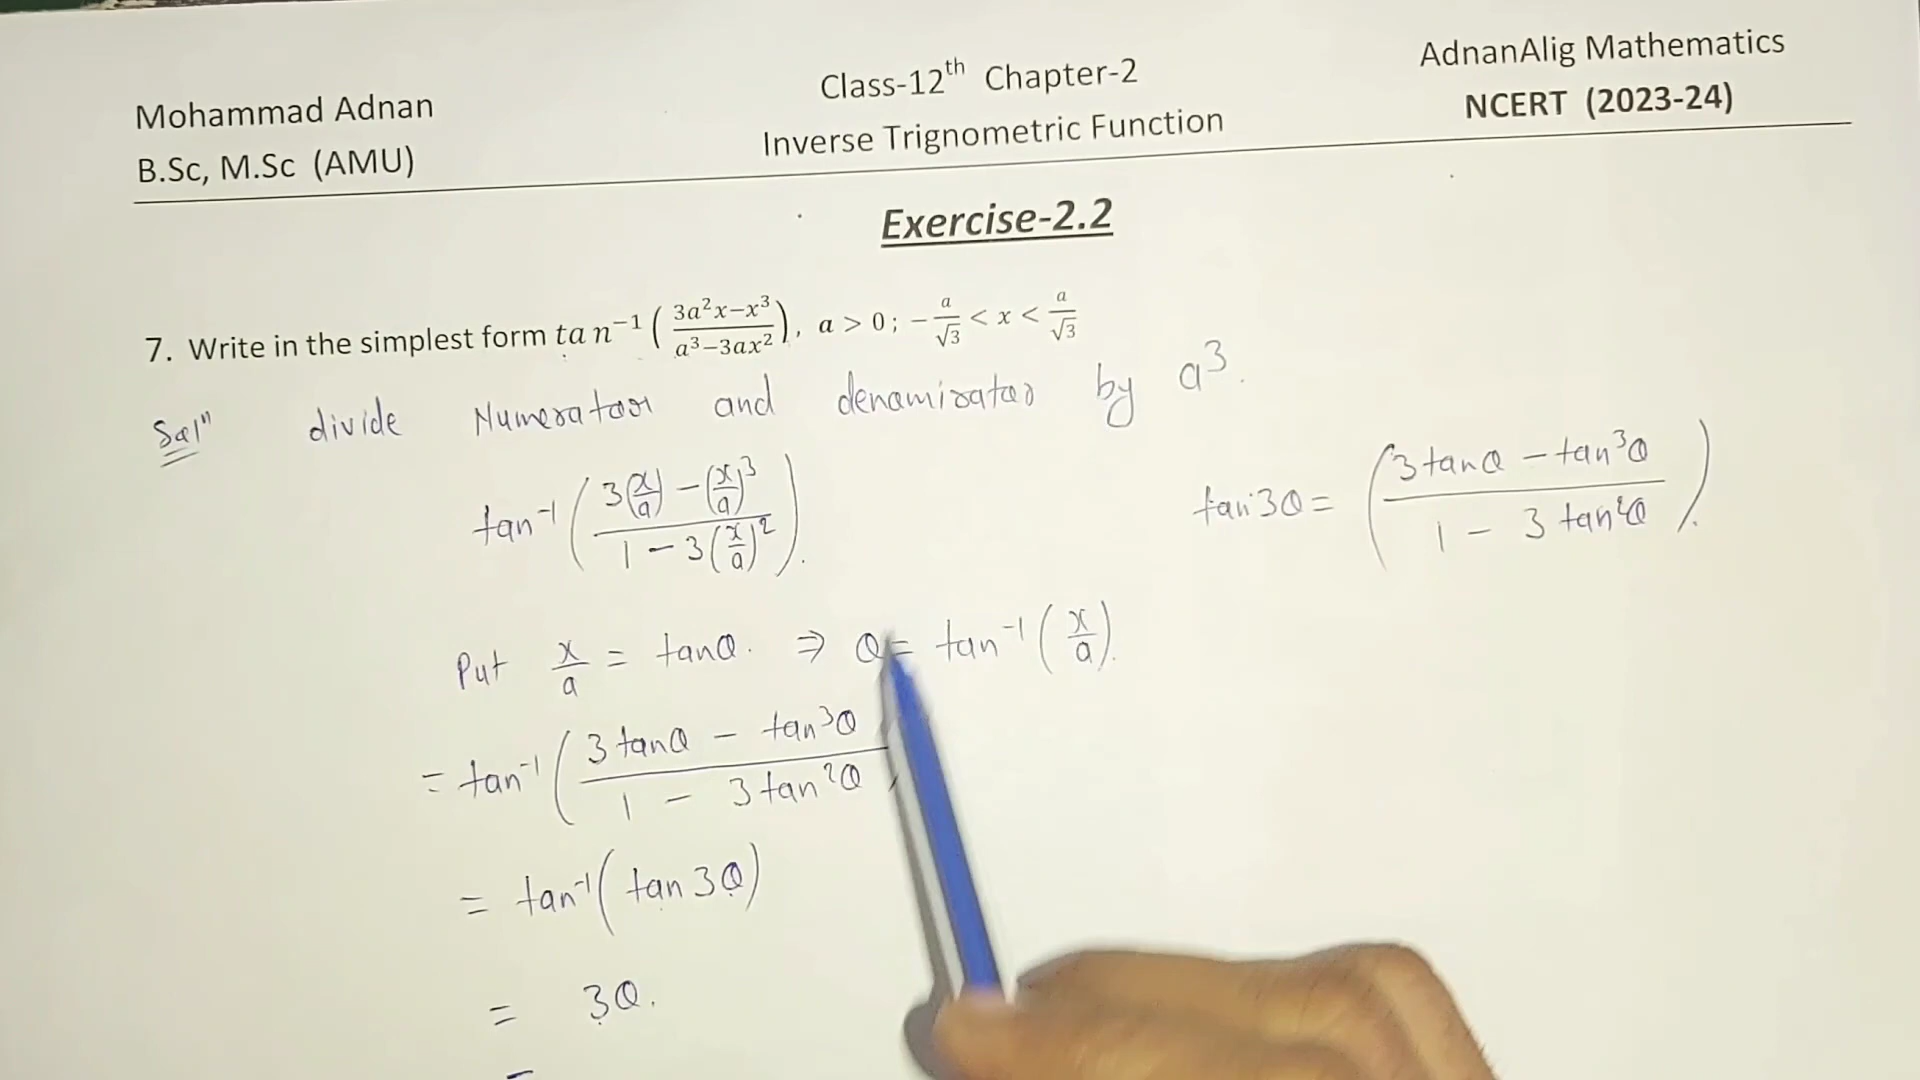 Mohammad Adnan
B.Sc, M.Sc (AMU)
Class-12th Chapter-2
Inverse Trignometric Function
AdnanAlig Mathematics
NCERT (2023-24)
Exercise-2.2
7. Write in the simplest form tan⁻¹ ( (3a²x−x³)/(a³−3ax²) ), a > 0 ; −a/√3 < x < a/√3
Solⁿ divide Numerator and denaminator by a³.
tan⁻¹ ( (3(x/a) − (x/a)³)/(1 − 3(x/a)²) ).
tan3θ = ( (3tanθ − tan³θ)/(1 − 3tan²θ) ).
Put x/a = tanθ. ⇒ θ = tan⁻¹ (x/a).
= tan⁻¹ ( (3tanθ − tan³θ)/(1 − 3tan²θ)
= tan⁻¹ ( tan 3θ )
= 3θ.